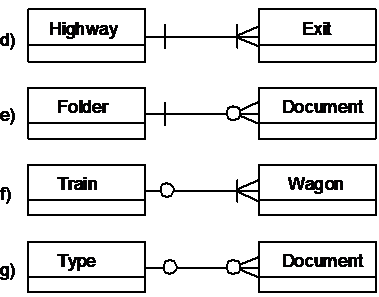 d) Highway Exit
e) Folder Document
f) Train Wagon
g) Type Document